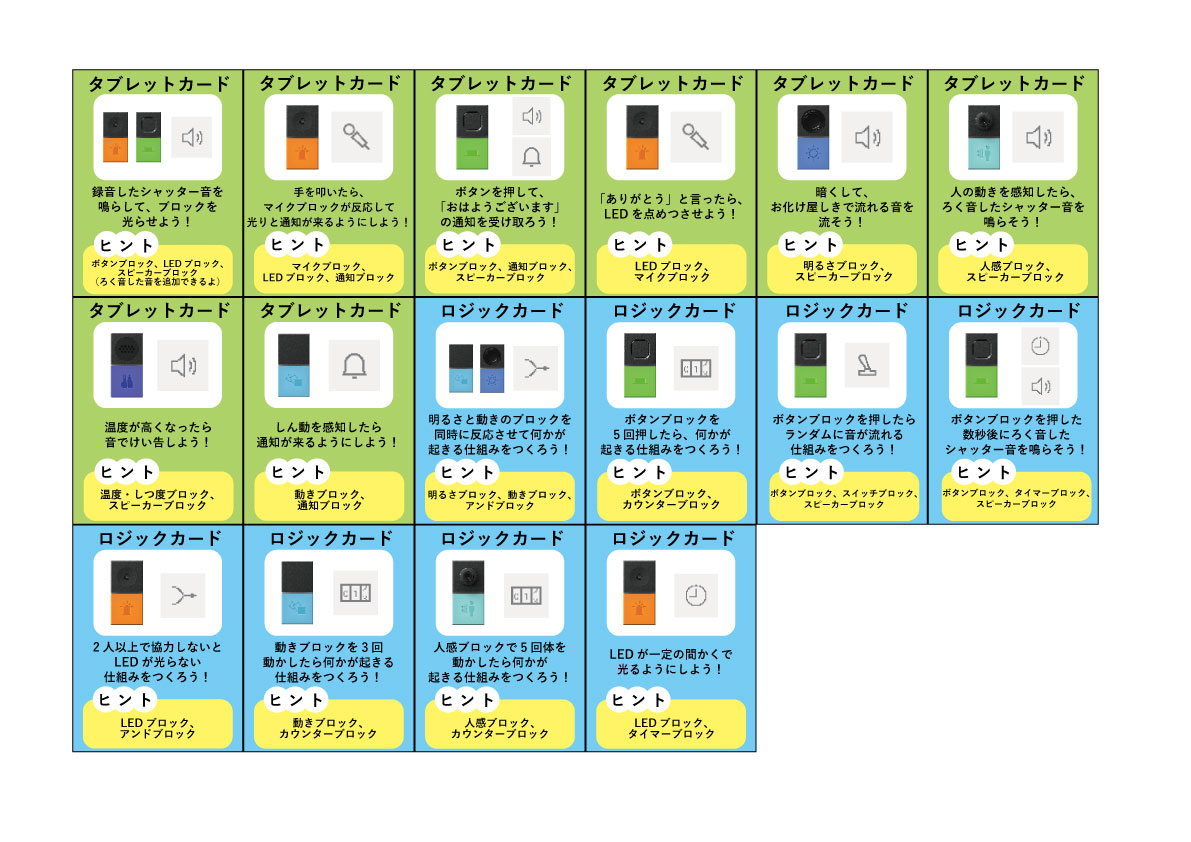 タブレットカード
録音したシャッター音を
鳴らして、ブロックを
光らせよう！
ヒント
ボタンブロック、LEDブロック、
スピーカーブロック
（ろく音した音を追加できるよ）
タブレットカード
手を叩いたら、
マイクブロックが反応して
光りと通知が来るようにしよう！
ヒント
マイクブロック、
LEDブロック、通知ブロック
タブレットカード
ボタンを押して、
「おはようございます」
の通知を受け取ろう！
ヒント
ボタンブロック、通知ブロック、
スピーカーブロック
タブレットカード
「ありがとう」と言ったら、
LEDを点めつさせよう！
ヒント
LEDブロック、
マイクブロック
タブレットカード
暗くして、
お化け屋しきで流れる音を
流そう！
ヒント
明るさブロック、
スピーカーブロック
タブレットカード
人の動きを感知したら、
ろく音したシャッター音を
鳴らそう！
ヒント
人感ブロック、
スピーカーブロック
タブレットカード
温度が高くなったら
音でけい告しよう！
ヒント
温度・しつ度ブロック、
スピーカーブロック
タブレットカード
しん動を感知したら
通知が来るようにしよう！
ヒント
動きブロック、
通知ブロック
ロジックカード
明るさと動きのブロックを
同時に反応させて何かが
起きる仕組みをつくろう！
ヒント
明るさブロック、動きブロック、
アンドブロック
ロジックカード
ボタンブロックを
5回押したら、何かが
起きる仕組みをつくろう！
ヒント
ボタンブロック、
カウンターブロック
ロジックカード
ボタンブロックを押したら
ランダムに音が流れる
仕組みをつくろう！
ヒント
ボタンブロック、スイッチブロック、
スピーカーブロック
ロジックカード
ボタンブロックを押した
数秒後にろく音した
シャッター音を鳴らそう！
ヒント
ボタンブロック、タイマーブロック、
スピーカーブロック
ロジックカード
2人以上で協力しないと
LEDが光らない
仕組みをつくろう！
ヒント
LEDブロック、
アンドブロック
ロジックカード
動きブロックを3回
動かしたら何かが起きる
仕組みをつくろう！
ヒント
動きブロック、
カウンターブロック
ロジックカード
人感ブロックで5回体を
動かしたら何かが
起きる仕組みをつくろう！
ヒント
人感ブロック、
カウンターブロック
ロジックカード
LEDが一定の間かくで
光るようにしよう！
ヒント
LEDブロック、
タイマーブロック